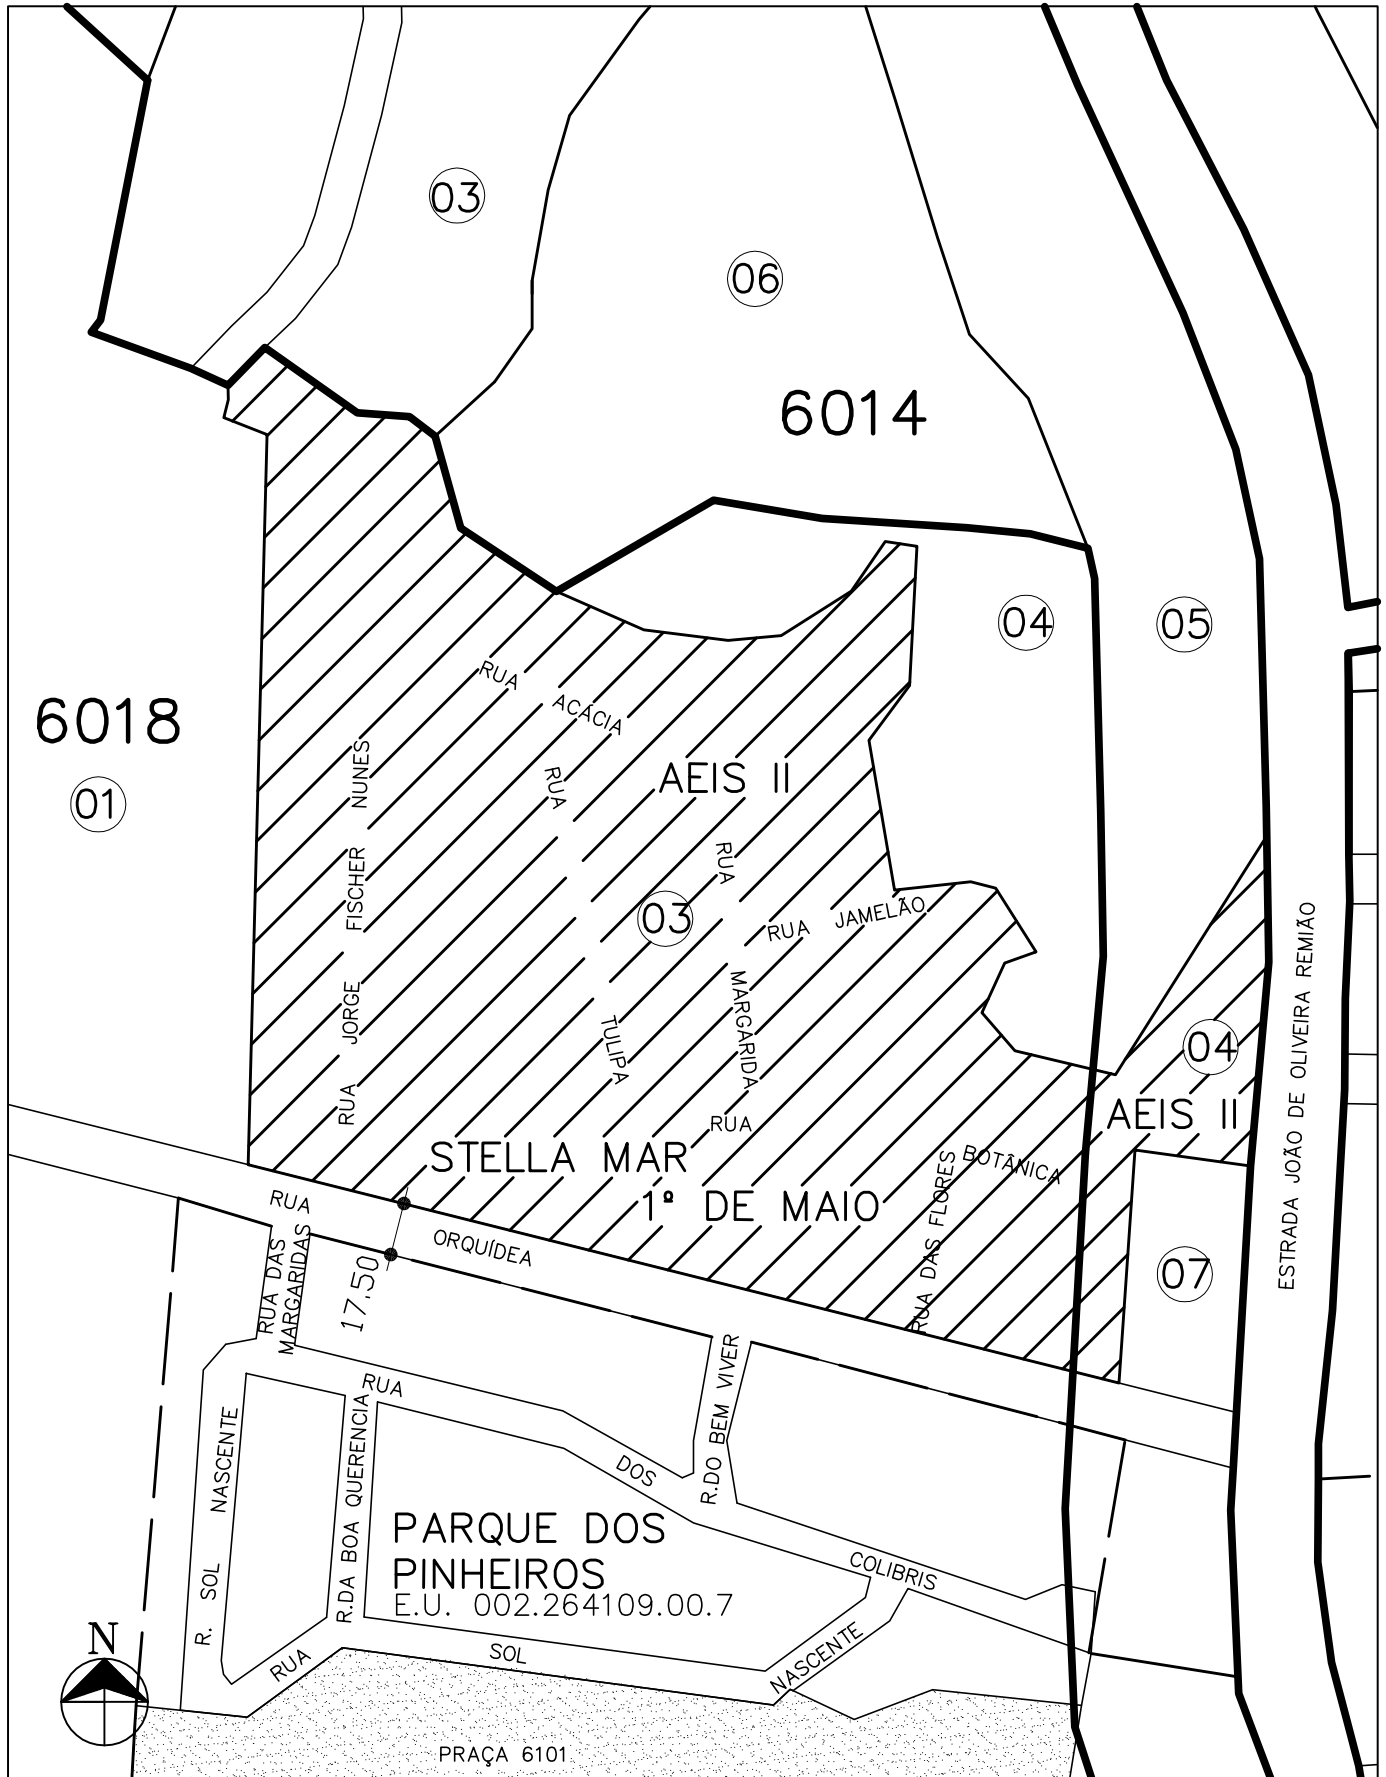 03
06
6014
04
05
6018
01
RUA ACÁCIA
AEIS II
RUA JORGE FISCHER NUNES
RUA TULIPA
RUA MARGARIDA
03
RUA JAMELÃO
04
AEIS II
ESTRADA JOÃO DE OLIVEIRA REMIÃO
STELLA MAR
1º DE MAIO
RUA BOTÂNICA
RUA DAS FLORES
07
RUA ORQUÍDEA
RUA DAS
MARGARIDAS
17,50
RUA DOS COLIBRIS
R.DO BEM VIVER
R. SOL NASCENTE
R.DA BOA QUERENCIA
PARQUE DOS
PINHEIROS
E.U. 002.264109.00.7
RUA SOL NASCENTE
N
PRAÇA 6101